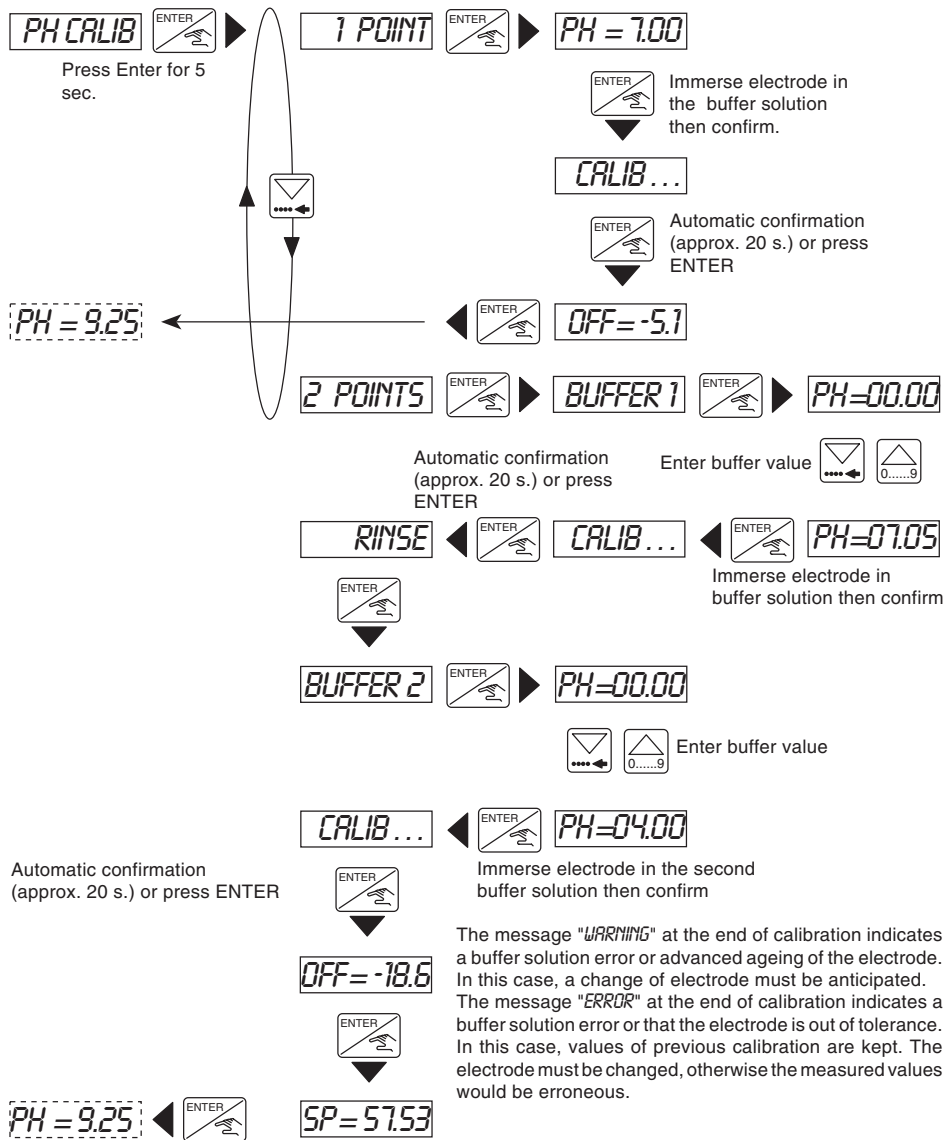 PH CALIB
ENTER
Press Enter for 5
sec.
1 POINT
ENTER
PH = 7.00
ENTER
Immerse electrode in
the buffer solution
then confirm.
CALIB...
ENTER
Automatic confirmation
(approx. 20 s.) or press
ENTER
PH = 9.25
ENTER
OFF= -5.1
2 POINTS
ENTER
BUFFER 1
ENTER
PH=00.00
Automatic confirmation
(approx. 20 s.) or press
ENTER
Enter buffer value
0......9
RINSE
ENTER
CALIB...
ENTER
PH=07.05
Immerse electrode in
buffer solution then confirm
ENTER
BUFFER 2
ENTER
PH=00.00
0......9
Enter buffer value
CALIB...
ENTER
PH=04.00
Automatic confirmation
(approx. 20 s.) or press ENTER
ENTER
Immerse electrode in the second
buffer solution then confirm
OFF= -18.6
ENTER
SP= 57.53
ENTER
PH = 9.25
The message "WARNING" at the end of calibration indicates
a buffer solution error or advanced ageing of the electrode.
In this case, a change of electrode must be anticipated.
The message "ERROR" at the end of calibration indicates a
buffer solution error or that the electrode is out of tolerance.
In this case, values of previous calibration are kept. The
electrode must be changed, otherwise the measured values
would be erroneous.